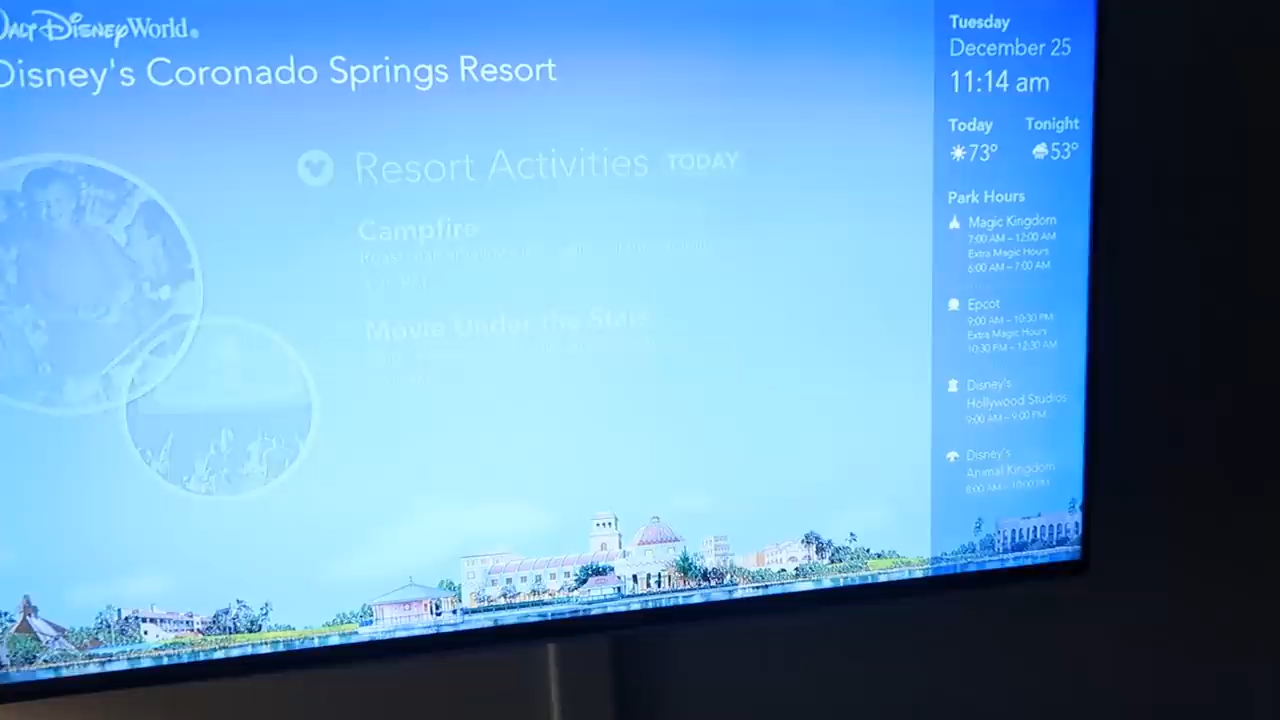 Walt Disney World®
Disney's Coronado Springs Resort
Resort Activities TODAY
Campfire
Movie Under the Stars
Tuesday
December 25
11:14 am
Today Tonight
73° 53°
Park Hours
Magic Kingdom
7:00 AM – 12:00 AM
Extra Magic Hours
6:00 AM – 7:00 AM
Epcot
9:00 AM – 10:30 PM
Extra Magic Hours
10:30 PM – 12:30 AM
Disney's
Hollywood Studios
9:00 AM – 9:00 PM
Disney's
Animal Kingdom
8:00 AM – 10:00 PM